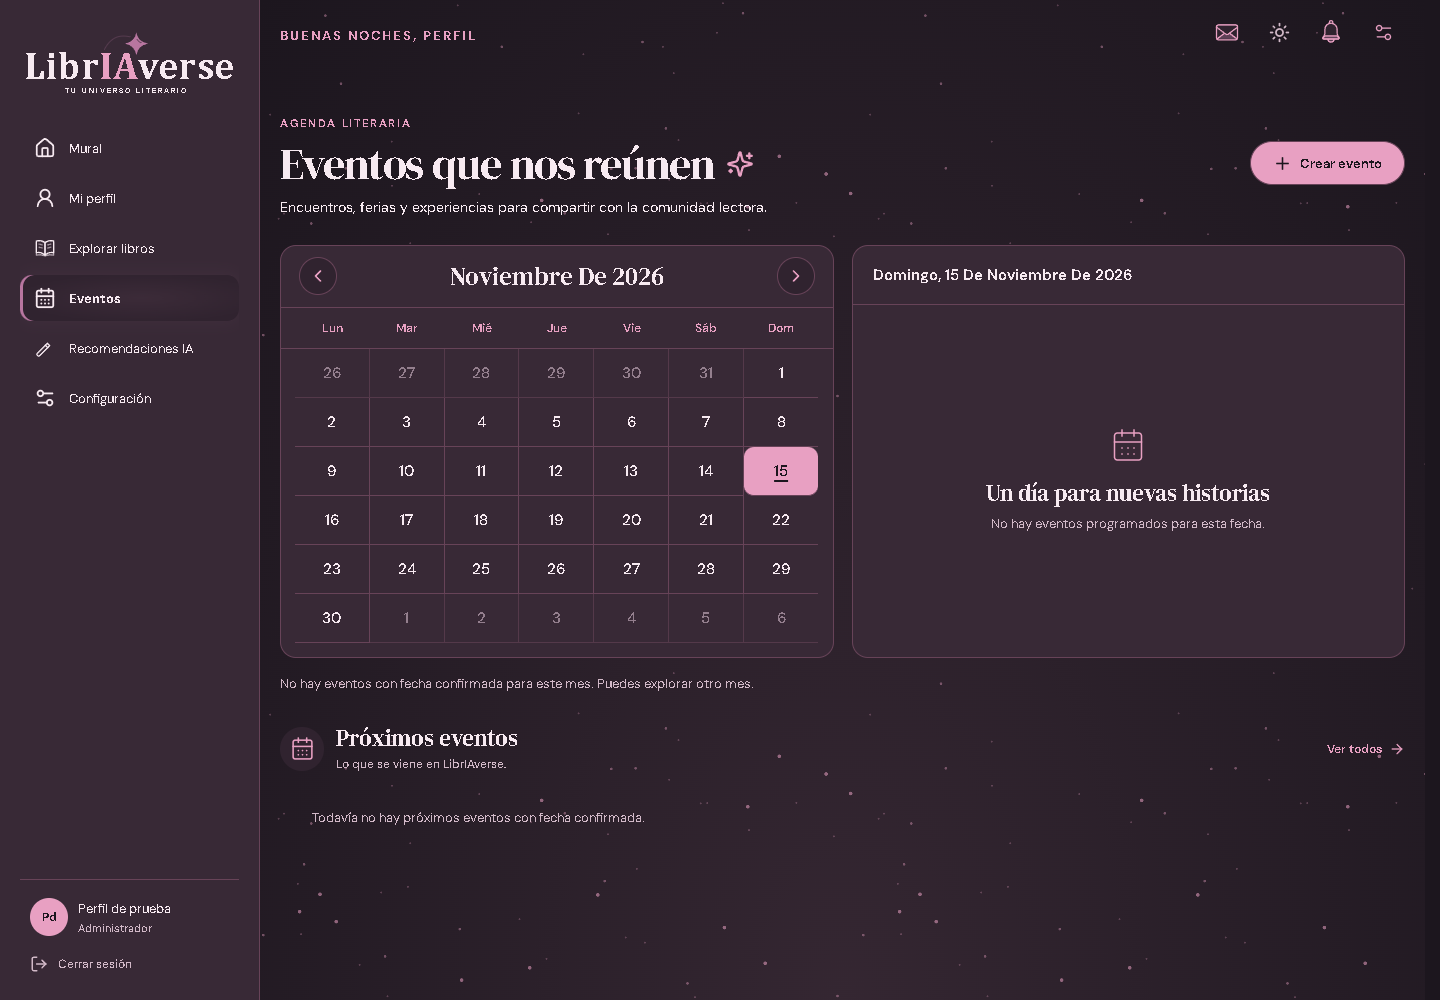 LibrIAverse
TU UNIVERSO LITERARIO
Mural
Mi perfil
Explorar libros
Eventos
Recomendaciones IA
Configuración
Perfil de prueba
Pd
Administrador
Cerrar sesión
BUENAS NOCHES, PERFIL
AGENDA LITERARIA
Eventos que nos reúnen
Encuentros, ferias y experiencias para compartir con la comunidad lectora.
Crear evento
Noviembre De 2026
Lun Mar Mié Jue Vie Sáb Dom
26 27 28 29 30 31 1
2 3 4 5 6 7 8
9 10 11 12 13 14 15
16 17 18 19 20 21 22
23 24 25 26 27 28 29
30 1 2 3 4 5 6
Domingo, 15 De Noviembre De 2026
Un día para nuevas historias
No hay eventos programados para esta fecha.
No hay eventos con fecha confirmada para este mes. Puedes explorar otro mes.
Próximos eventos
Lo que se viene en LibrIAverse.
Ver todos
Todavía no hay próximos eventos con fecha confirmada.